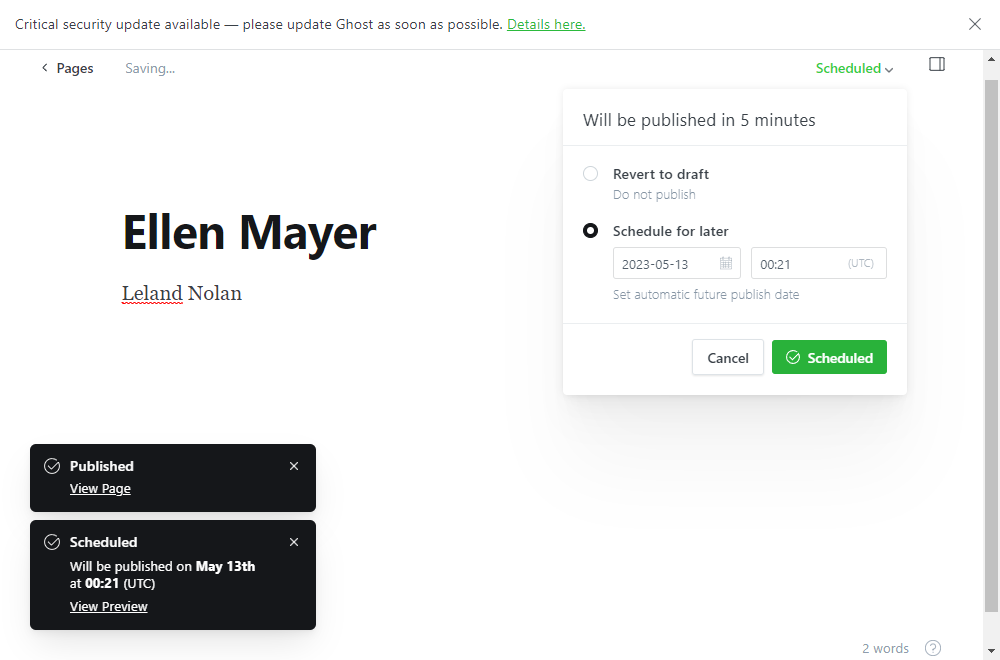 Critical security update available — please update Ghost as soon as possible. Details here.
Pages
Saving...
Scheduled
Will be published in 5 minutes
Revert to draft
Do not publish
Schedule for later
2023-05-13
00:21
(UTC)
Set automatic future publish date
Cancel
Scheduled
Ellen Mayer
Leland Nolan
Published
View Page
Scheduled
Will be published on May 13th
at 00:21 (UTC)
View Preview
2 words
?